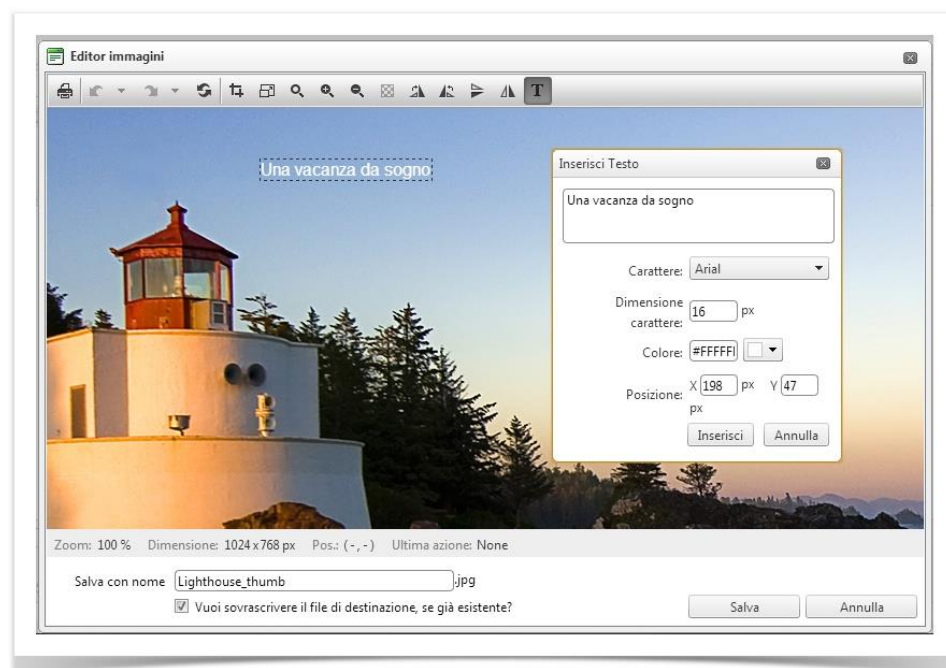 Editor immagini
T
Una vacanza da sogno
Inserisci Testo
Una vacanza da sogno
Carattere: Arial
Dimensione carattere: 16 px
Colore: #FFFFF
Posizione: X 198 px Y 47 px
Inserisci Annulla
Zoom: 100 % Dimensione: 1024 x 768 px Pos.: ( - , - ) Ultima azione: None
Salva con nome Lighthouse_thumb .jpg
Vuoi sovrascrivere il file di destinazione, se già esistente?
Salva Annulla